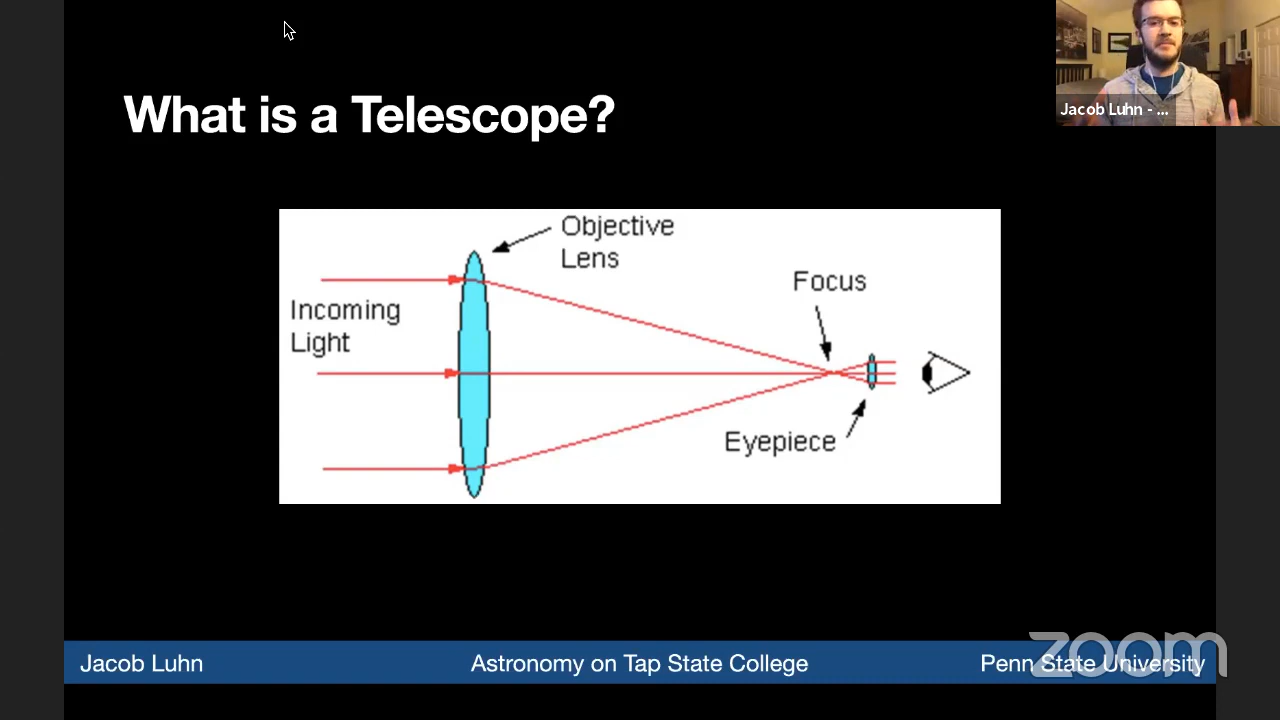 What is a Telescope?
Jacob Luhn - ...
Objective
Lens
Focus
Incoming
Light
Eyepiece
zoom
Jacob Luhn
Astronomy on Tap State College
Penn State University